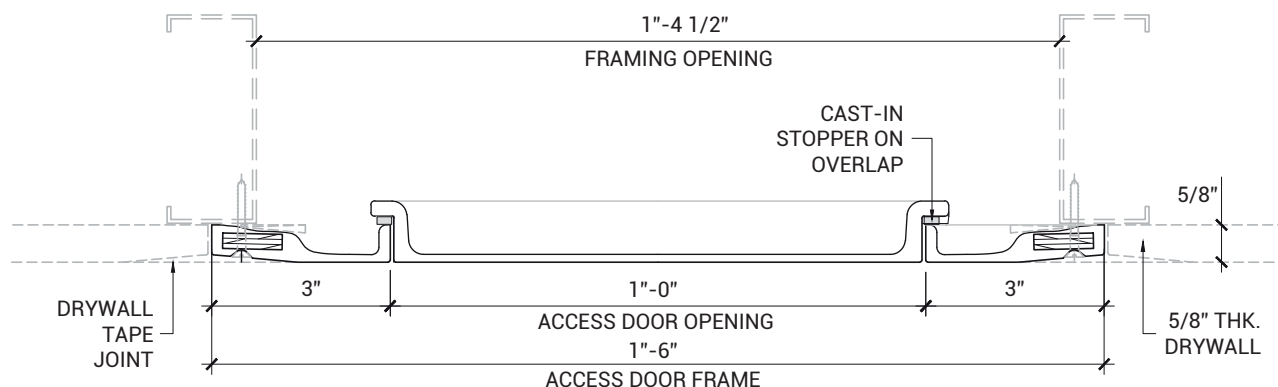 1"-4 1/2"
FRAMING OPENING
CAST-IN
STOPPER ON
OVERLAP
5/8"
3"
1"-0"
3"
ACCESS DOOR OPENING
DRYWALL
TAPE
JOINT
5/8" THK.
DRYWALL
1"-6"
ACCESS DOOR FRAME